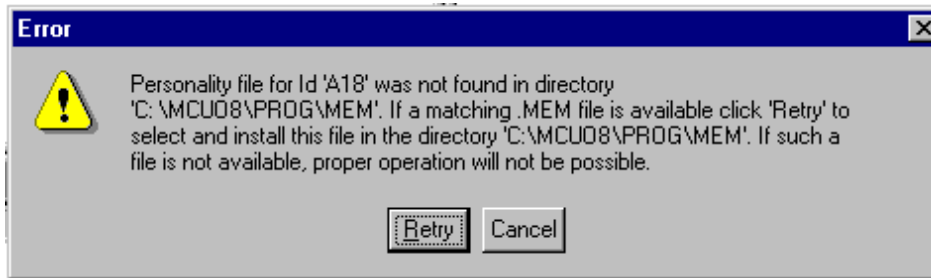 Error
Personality file for Id 'A18' was not found in directory
'C: \MCU08\PROG\MEM'. If a matching .MEM file is available click 'Retry' to
select and install this file in the directory 'C:\MCU08\PROG\MEM'. If such a
file is not available, proper operation will not be possible.
Retry Cancel